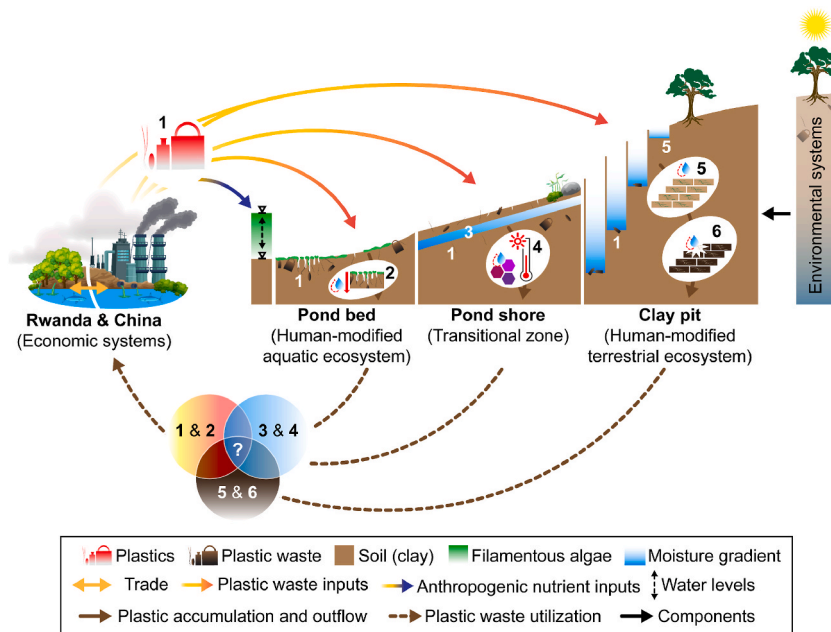 1
Rwanda & China
(Economic systems)
1
2
Pond bed
(Human-modified
aquatic ecosystem)
1
3
4
Pond shore
(Transitional zone)
1
5
5
6
Clay pit
(Human-modified
terrestrial ecosystem)
Environmental systems
1 & 2
3 & 4
?
5 & 6
Plastics Plastic waste Soil (clay) Filamentous algae Moisture gradient
Trade Plastic waste inputs Anthropogenic nutrient inputs Water levels
Plastic accumulation and outflow Plastic waste utilization Components